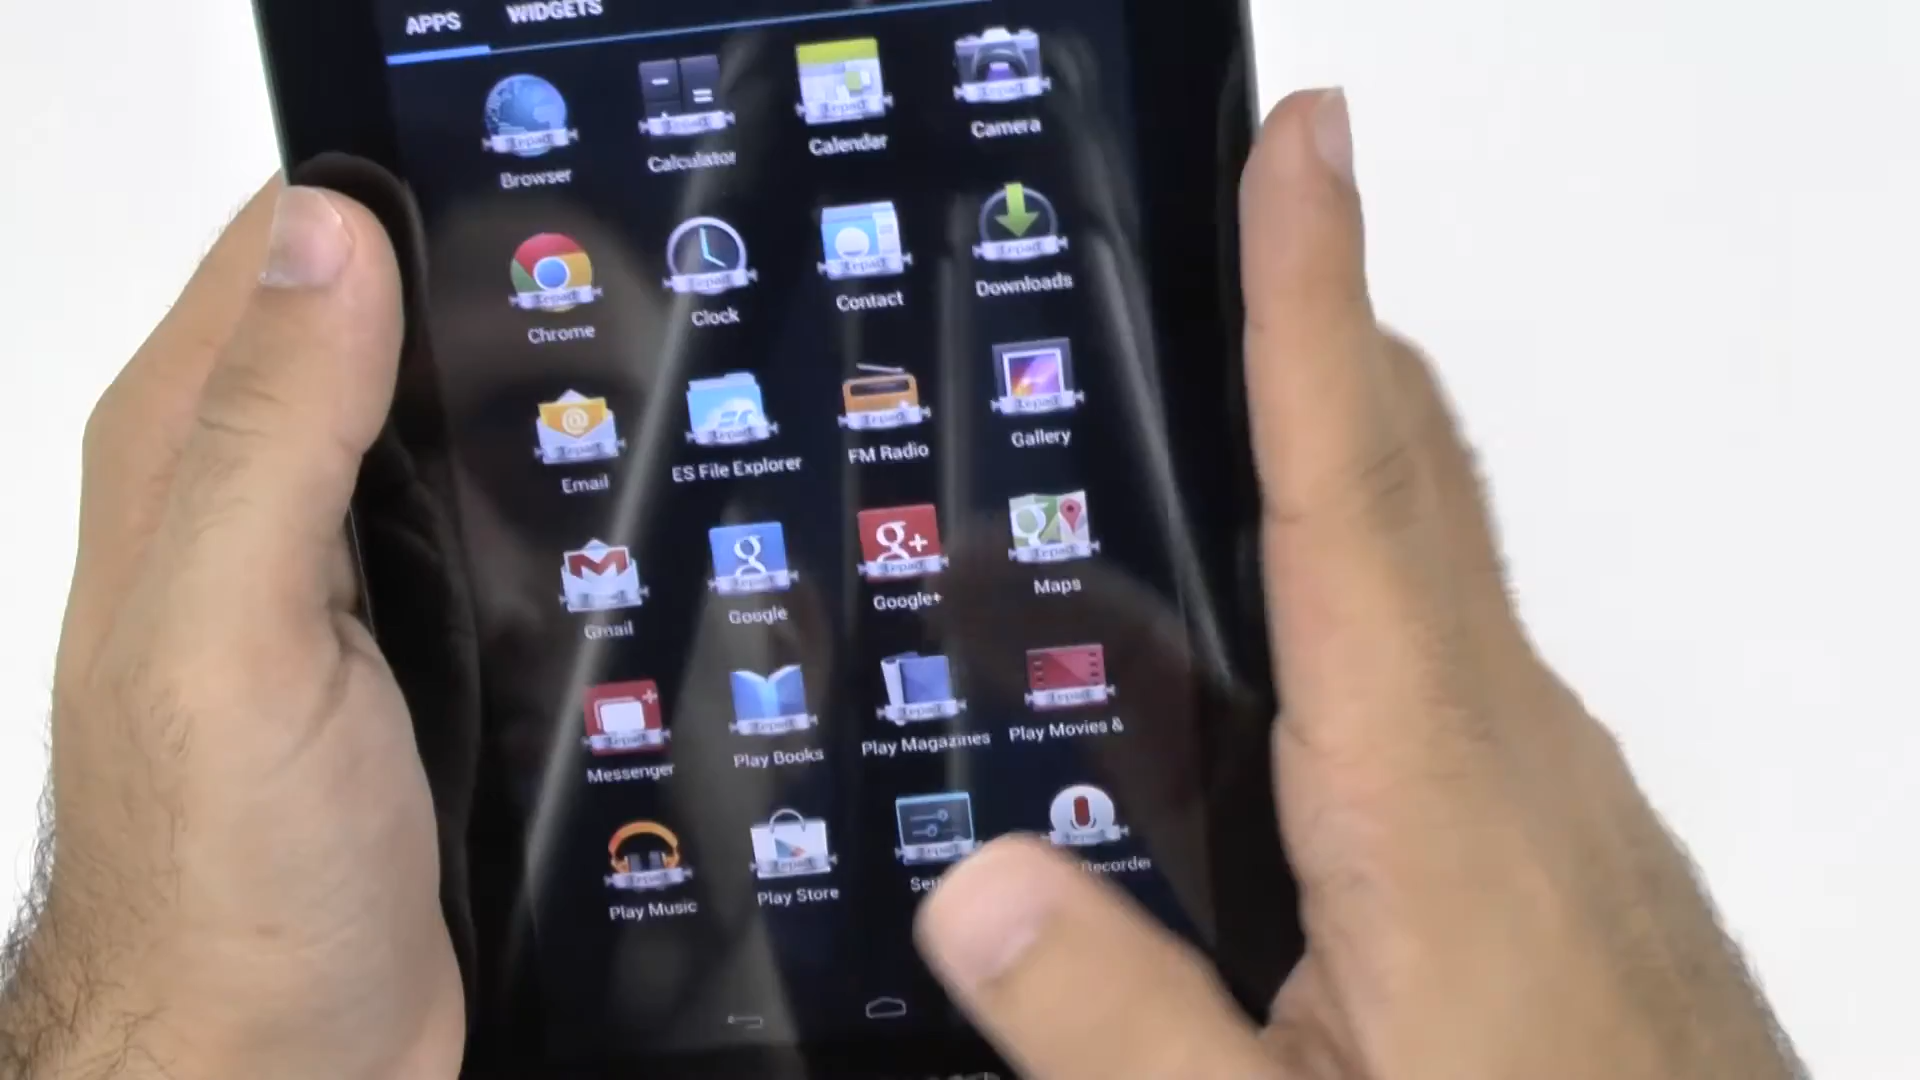 APPS WIDGETS
Browser Calculator Calendar Camera
Chrome Clock Contact Downloads
Email ES File Explorer FM Radio Gallery
Gmail Google Google+ Maps
Messenger Play Books Play Magazines Play Movies &
Play Music Play Store Recorder